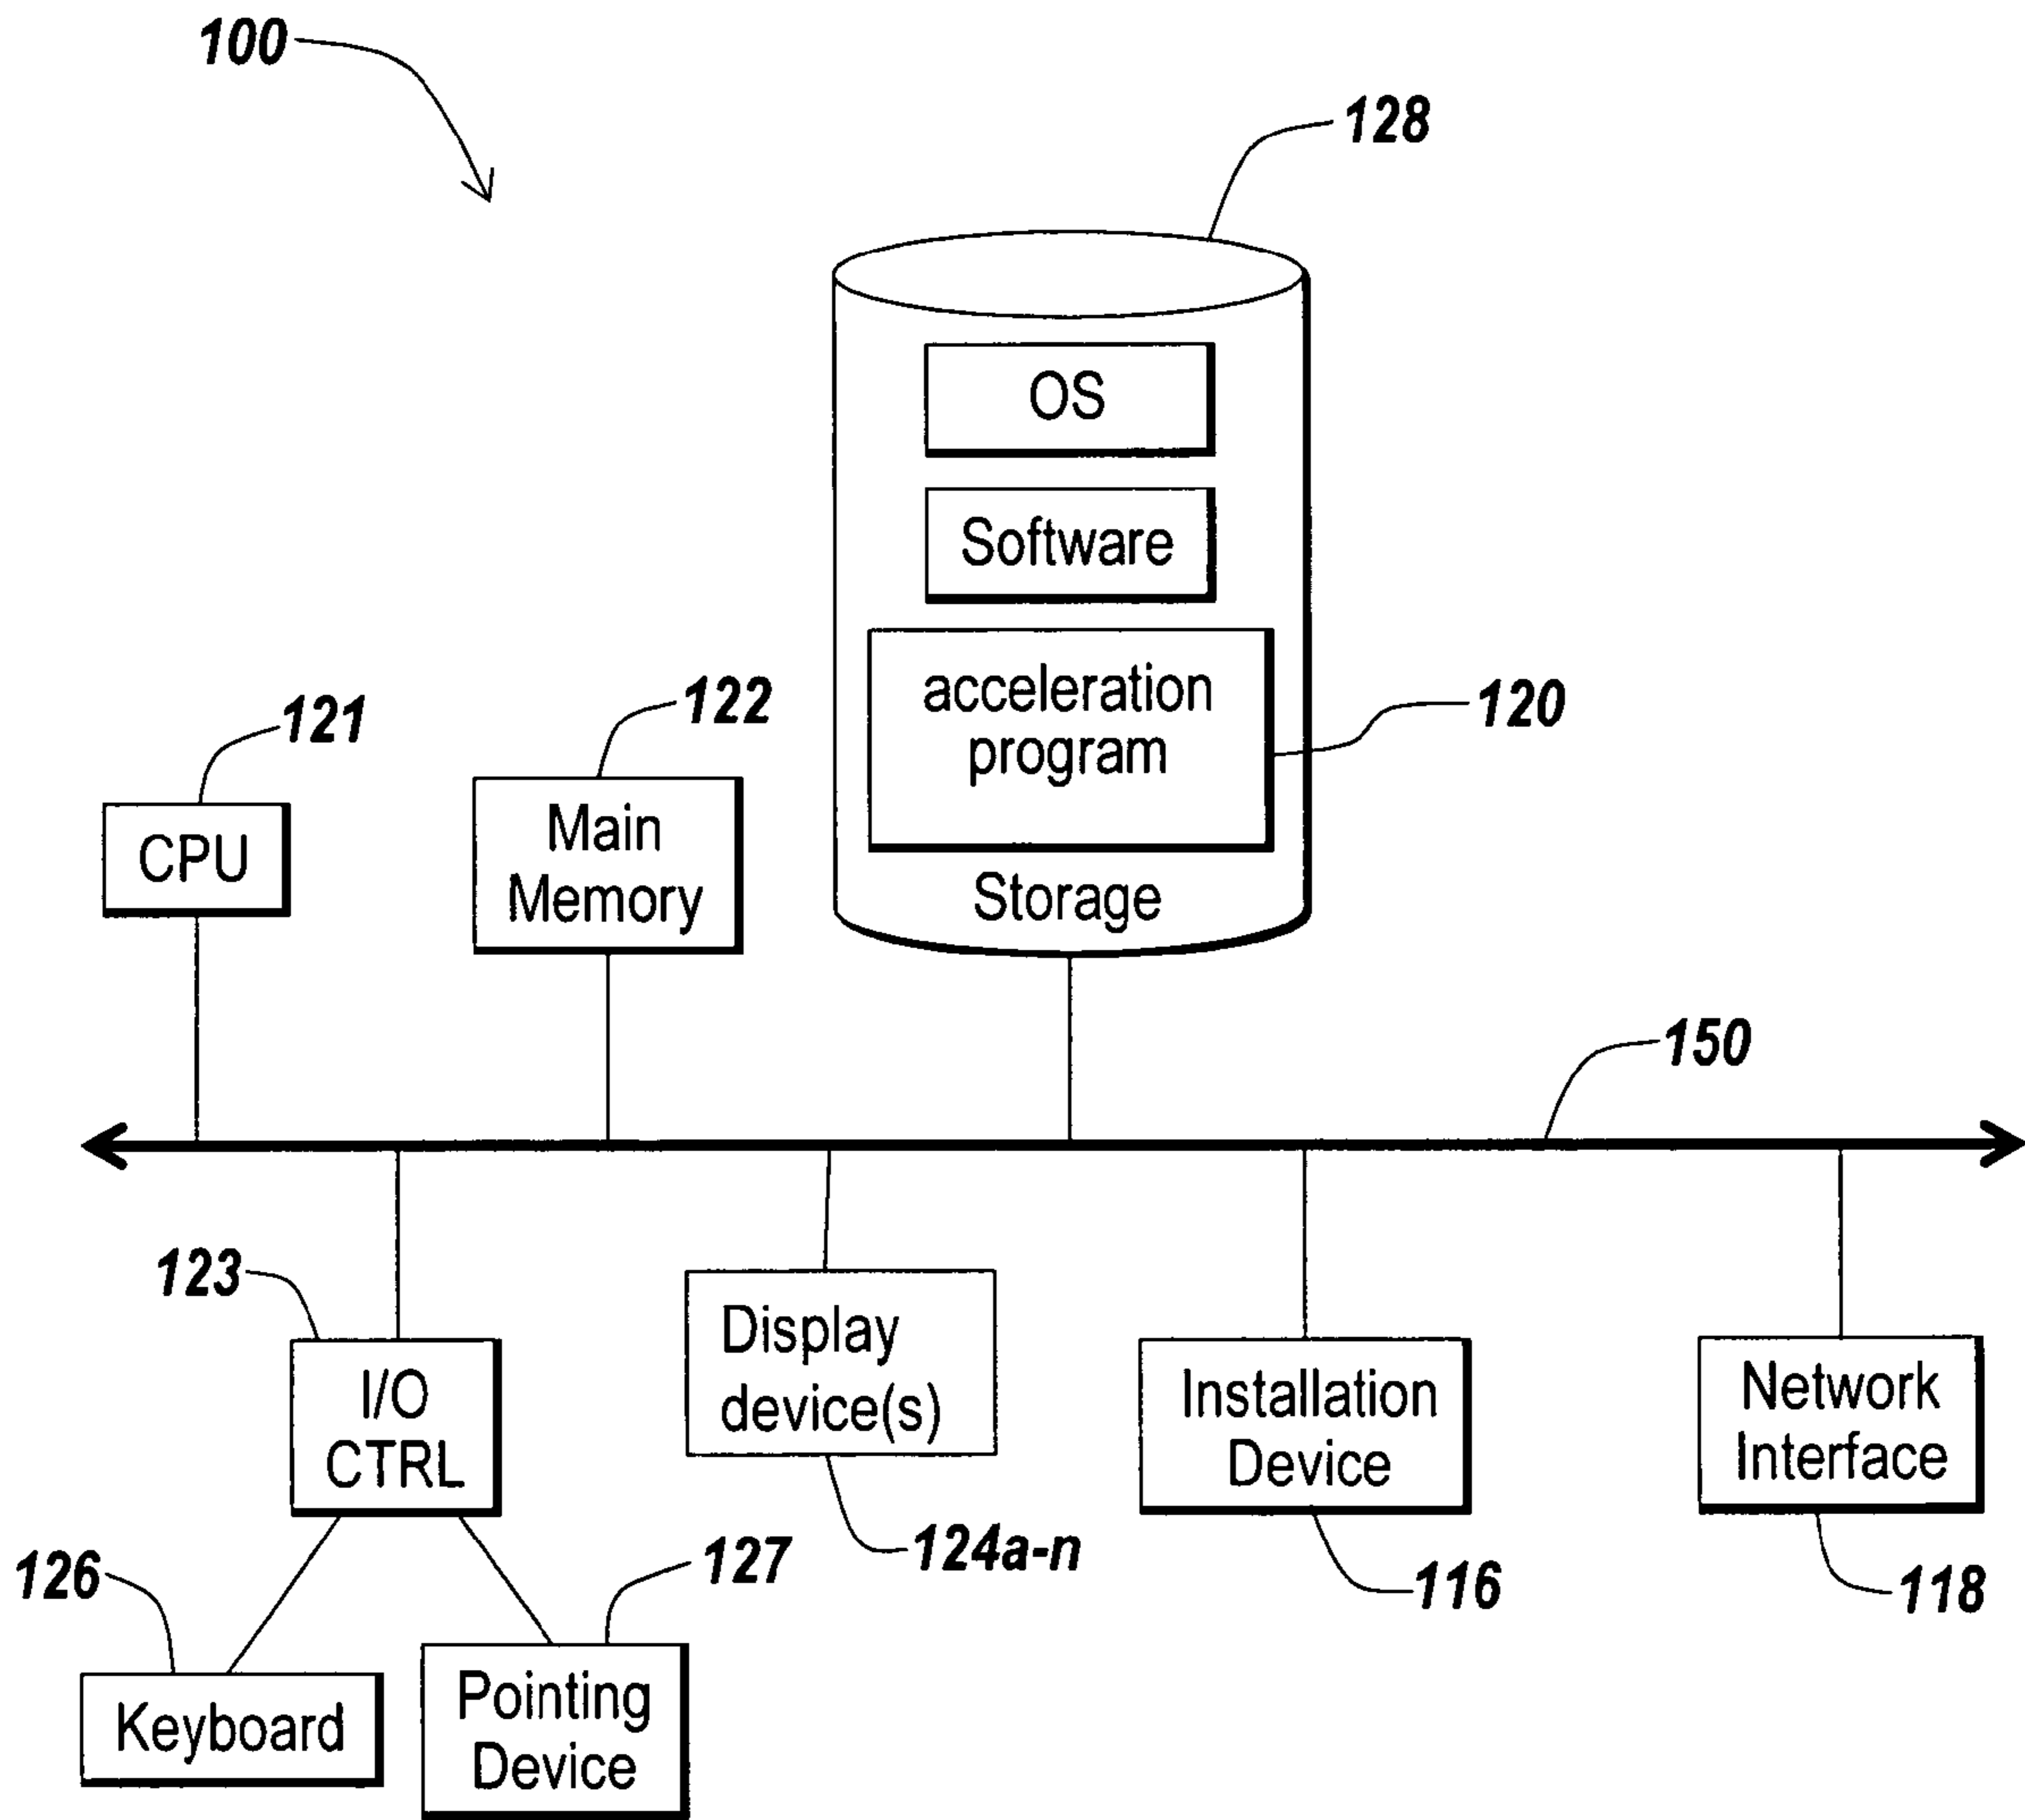 100
128
OS
Software
acceleration
program
120
Storage
121
CPU
122
Main
Memory
150
123
I/O
CTRL
Display
device(s)
124a-n
Installation
Device
116
Network
Interface
118
126
Keyboard
127
Pointing
Device